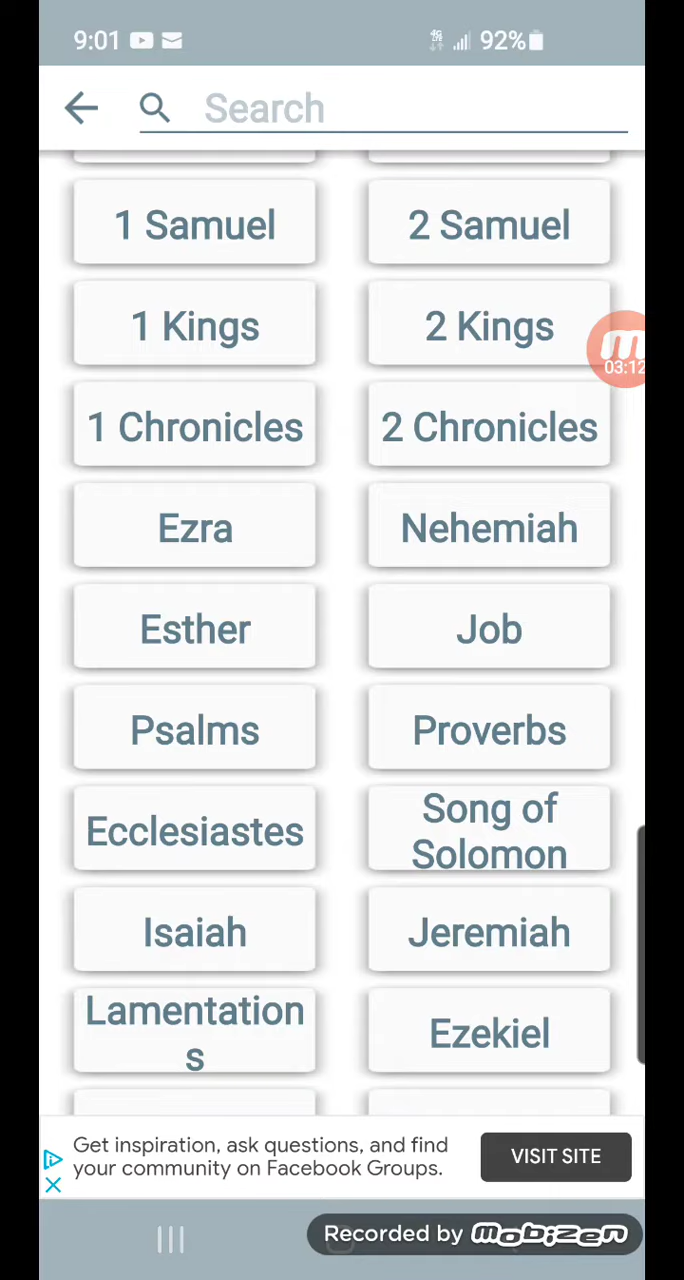 9:01 92%
Search
1 Samuel 2 Samuel
1 Kings 2 Kings
m
03:12
1 Chronicles 2 Chronicles
Ezra Nehemiah
Esther Job
Psalms Proverbs
Ecclesiastes Song of
Solomon
Isaiah Jeremiah
Lamentation
s
Ezekiel
Get inspiration, ask questions, and find
your community on Facebook Groups.
VISIT SITE
Recorded by mobizen